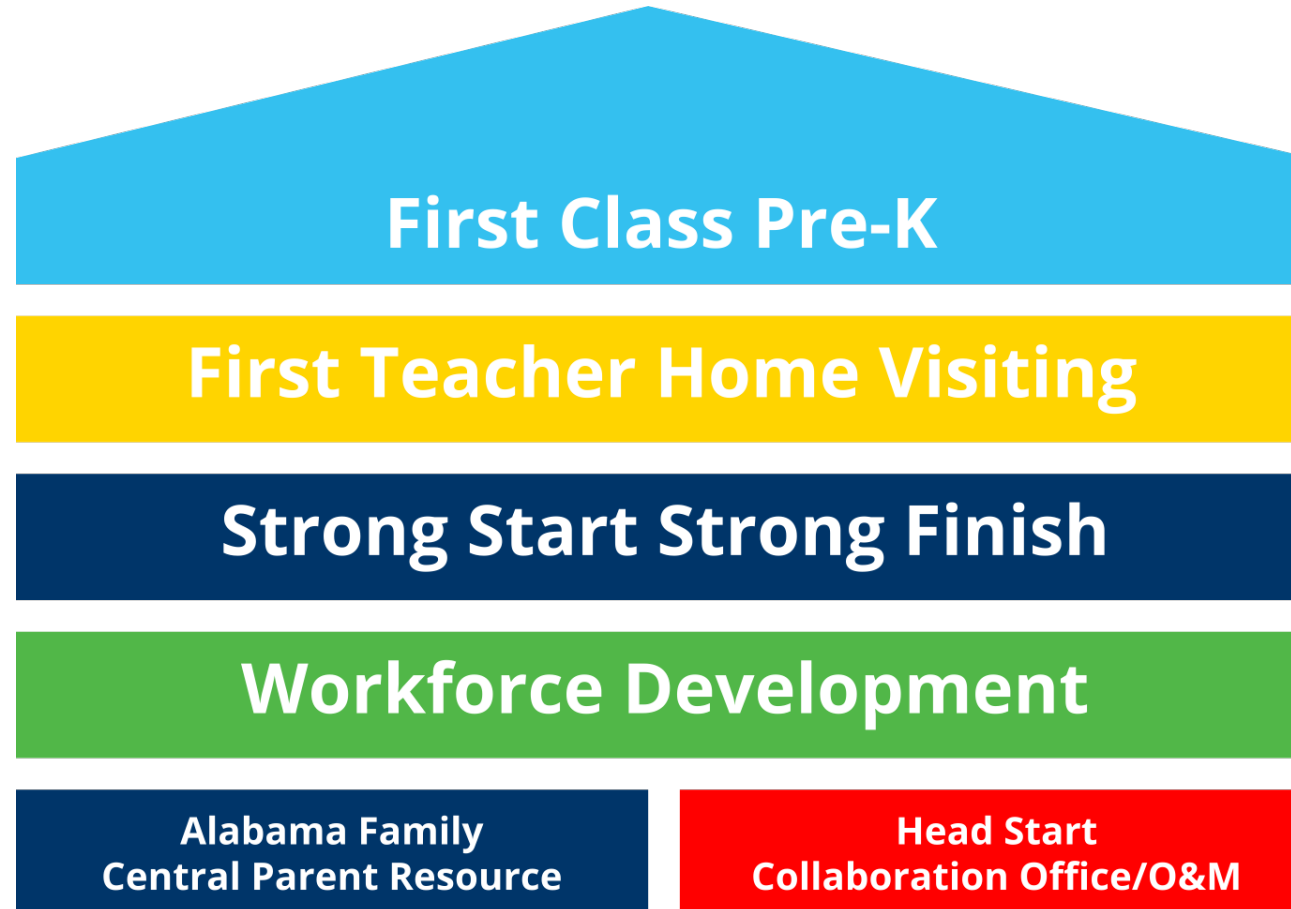 First Class Pre-K
First Teacher Home Visiting
Strong Start Strong Finish
Workforce Development
Alabama Family
Central Parent Resource
Head Start
Collaboration Office/O&M